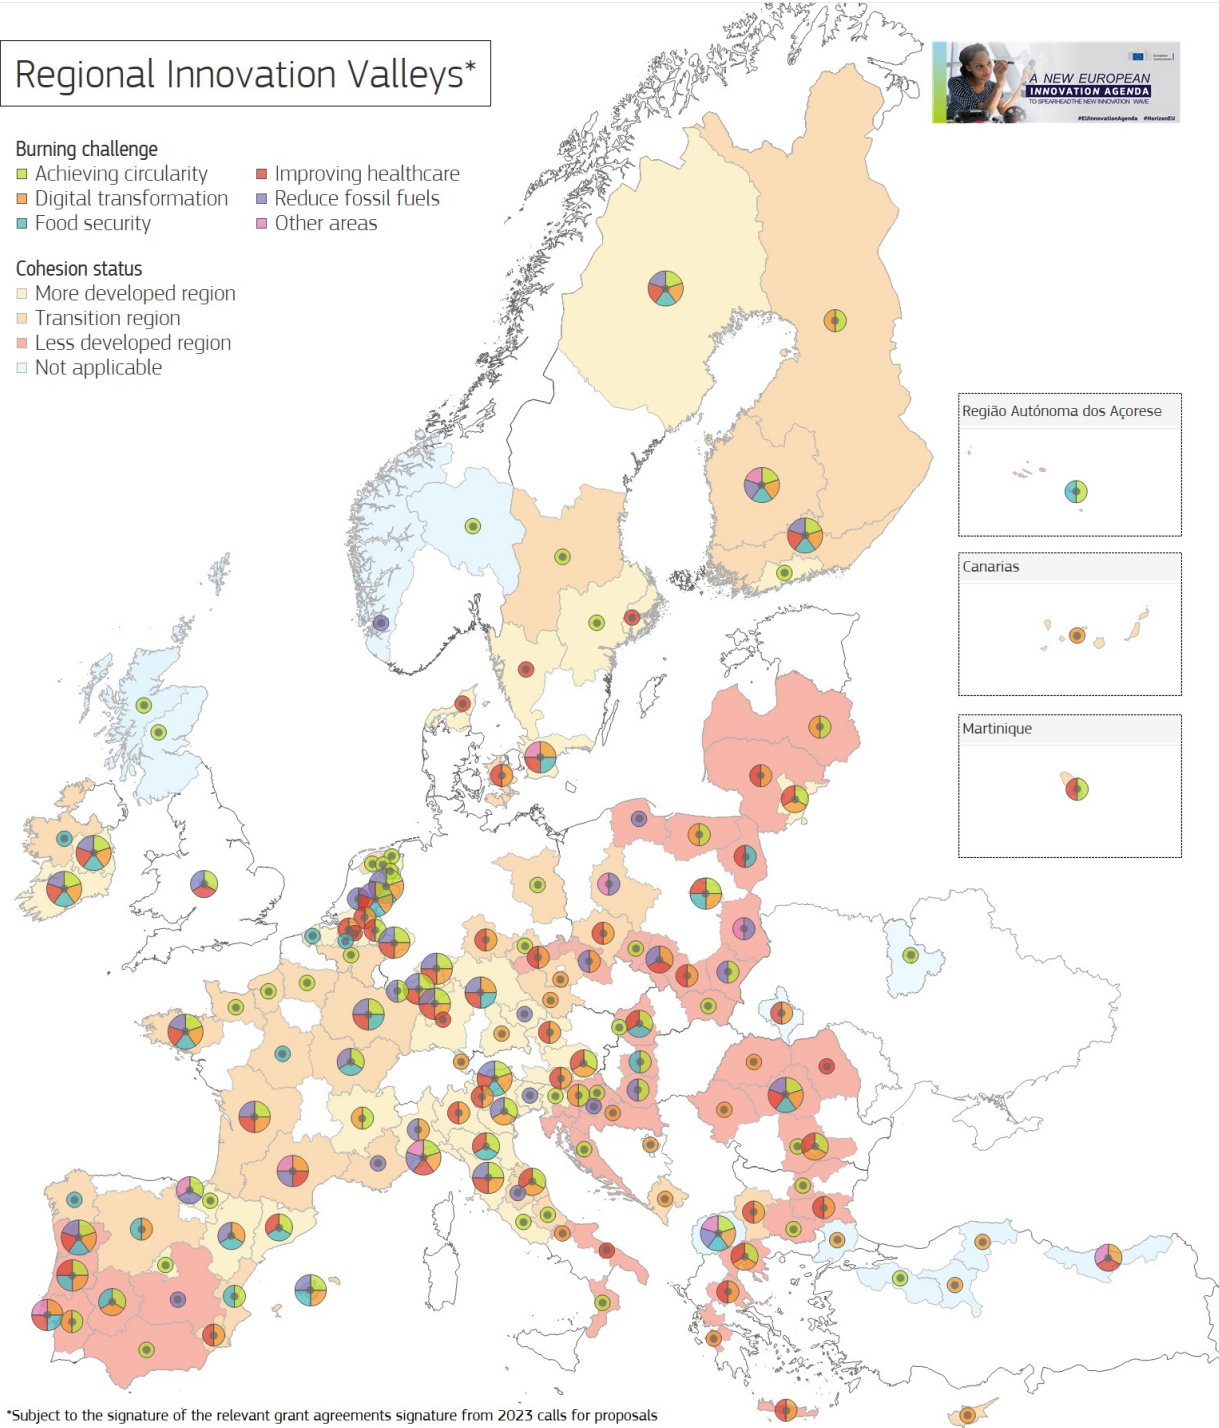 Regional Innovation Valleys*
Burning challenge
Achieving circularity
Improving healthcare
Digital transformation
Reduce fossil fuels
Food security
Other areas
Cohesion status
More developed region
Transition region
Less developed region
Not applicable
European
Commission
A NEW EUROPEAN
INNOVATION AGENDA
TO SPEARHEAD THE NEW INNOVATION WAVE
#EUInnovationAgenda #HorizonEU
Região Autónoma dos Açorese
Canarias
Martinique
*Subject to the signature of the relevant grant agreements signature from 2023 calls for proposals